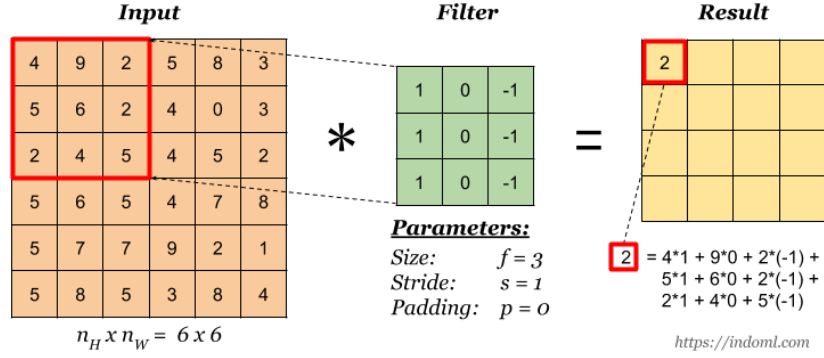 Input
Filter
Result
4 9 2 5 8 3
5 6 2 4 0 3
2 4 5 4 5 2
5 6 5 4 7 8
5 7 7 9 2 1
5 8 5 3 8 4
n_H x n_W = 6 x 6
*
1 0 -1
1 0 -1
1 0 -1
Parameters:
Size: f = 3
Stride: s = 1
Padding: p = 0
=
2
2 = 4*1 + 9*0 + 2*(-1) +
5*1 + 6*0 + 2*(-1) +
2*1 + 4*0 + 5*(-1)
https://indoml.com